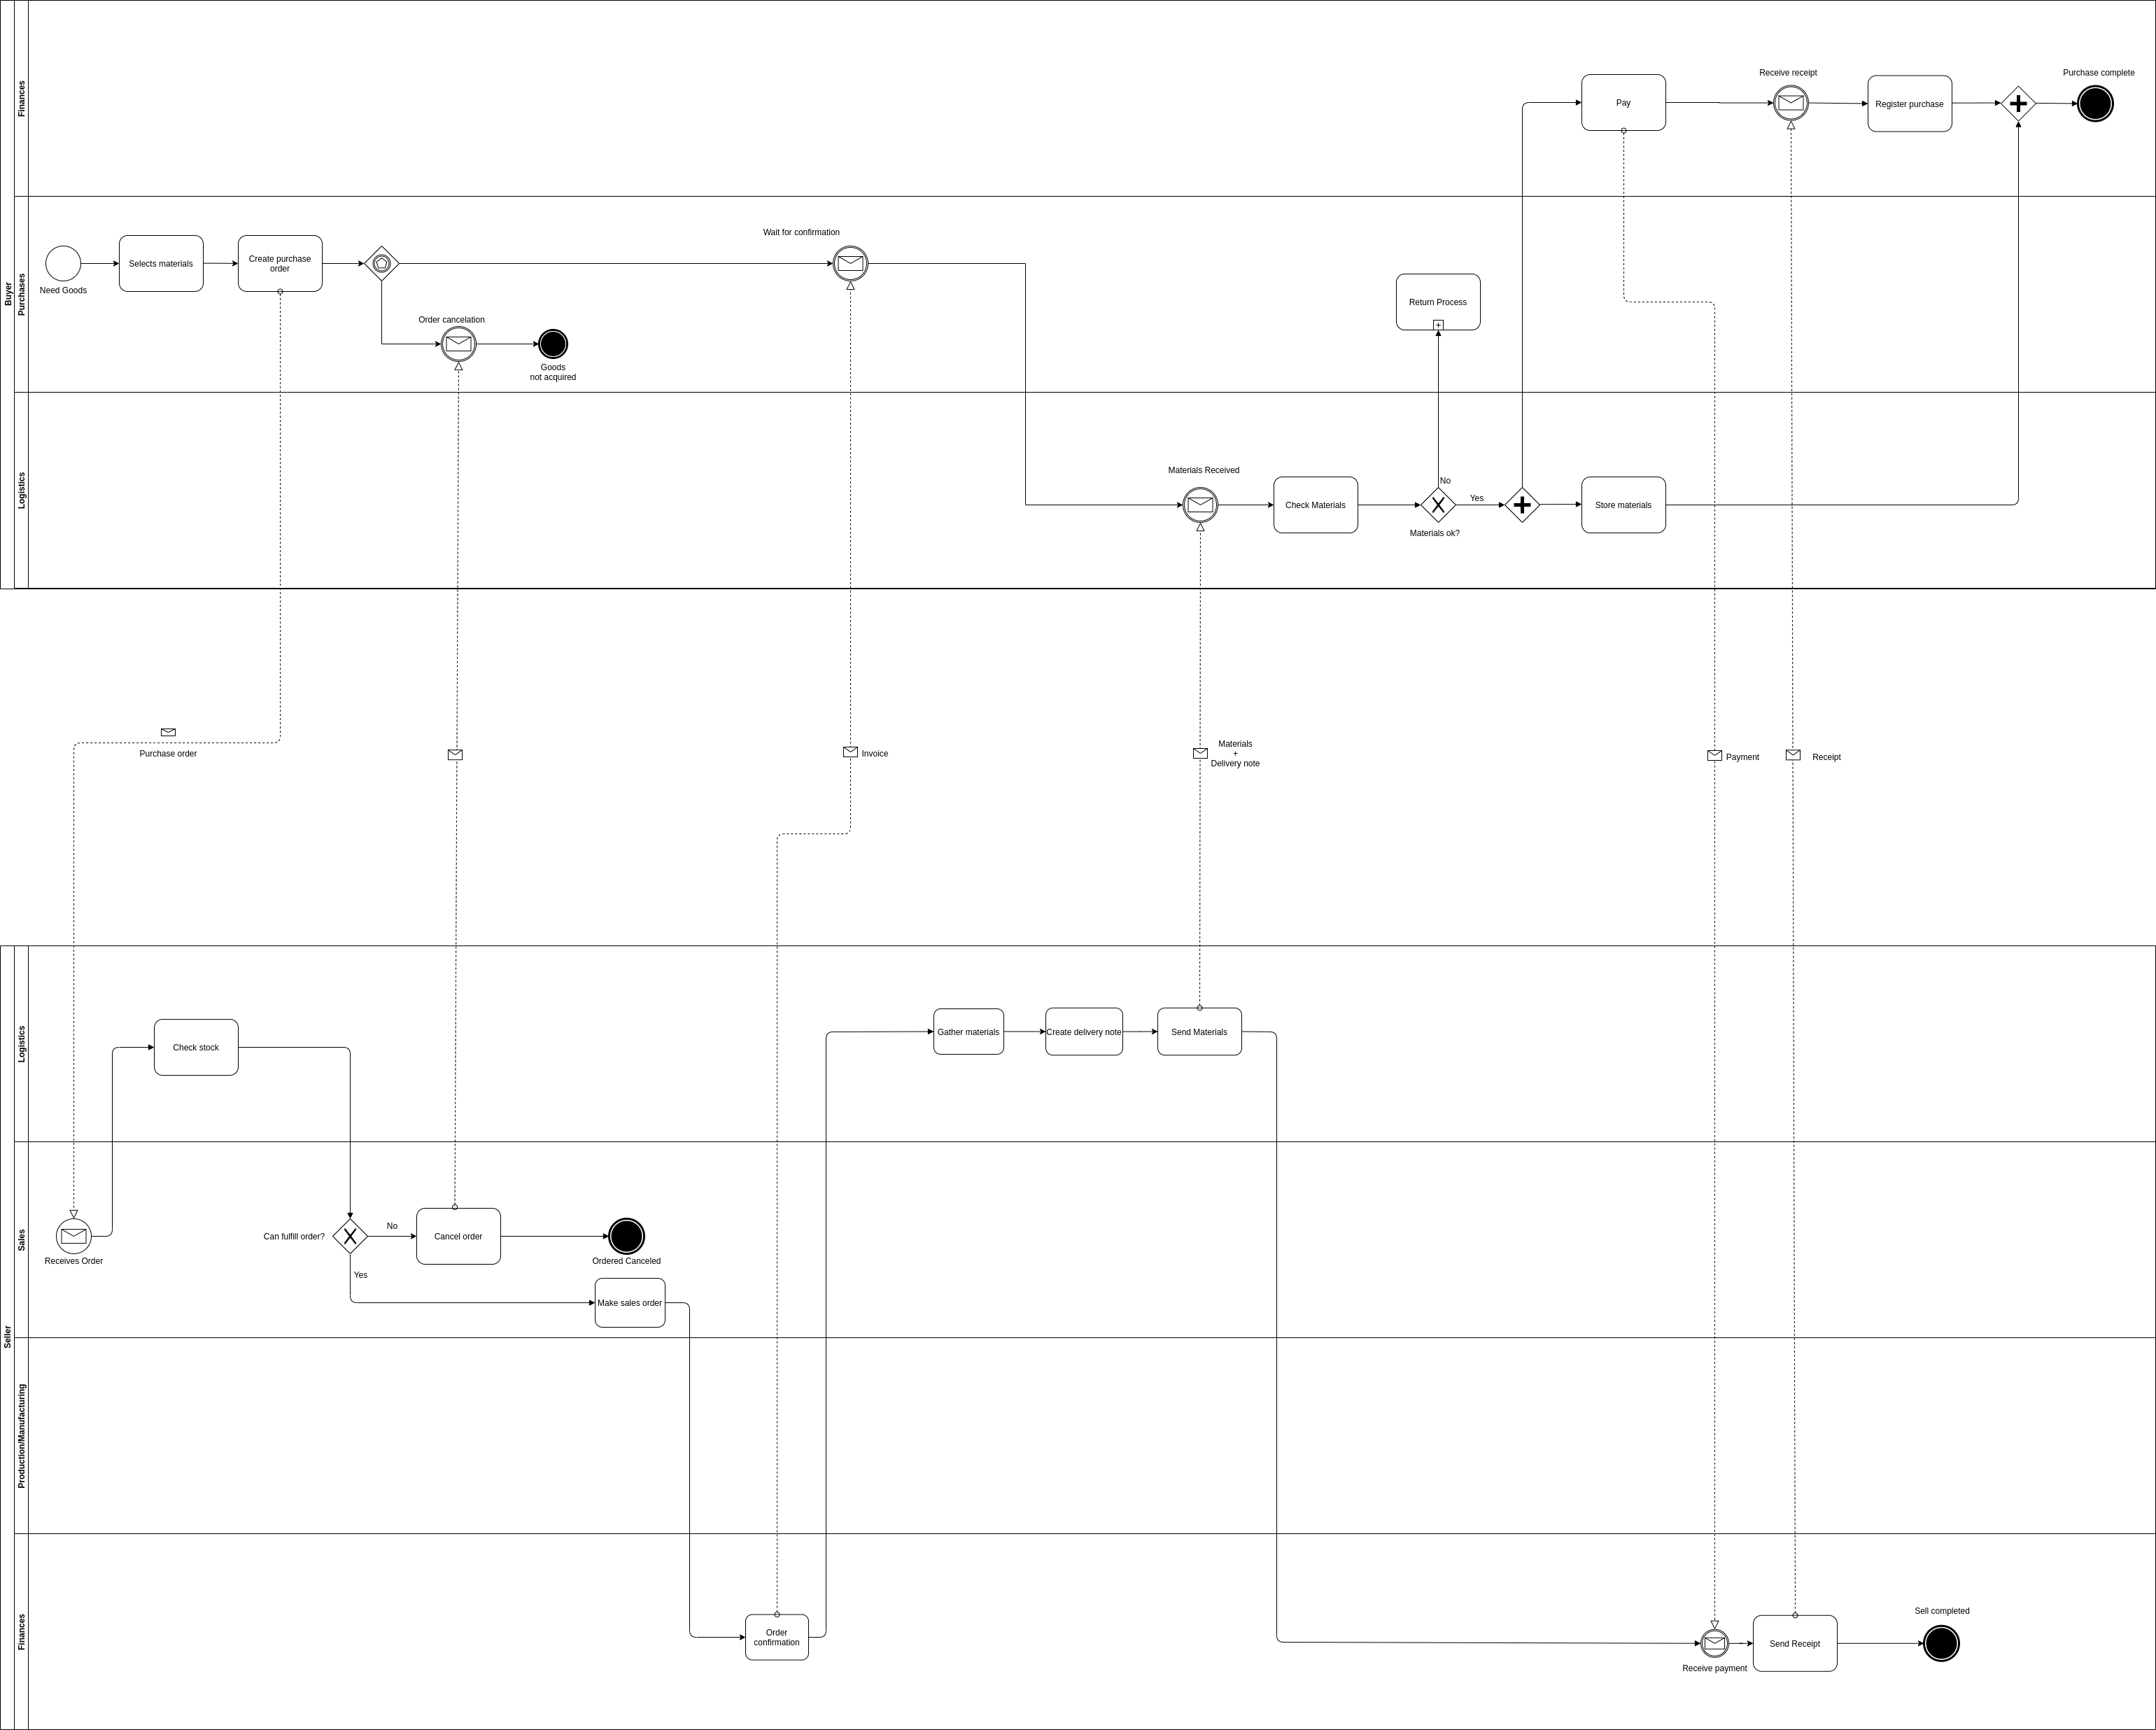 Buyer
Finances
Pay
Receive receipt
Register purchase
Purchase complete
Purchases
Need Goods
Selects materials
Create purchase
order
Order cancelation
Goods
not acquired
Wait for confirmation
Return Process
Logistics
Materials Received
Check Materials
No
Yes
Materials ok?
Store materials
Purchase order
Invoice
Materials
+
Delivery note
Payment
Receipt
Seller
Logistics
Check stock
Gather materials
Create delivery note
Send Materials
Sales
Receives Order
Can fulfill order?
No
Yes
Cancel order
Ordered Canceled
Make sales order
Production/Manufacturing
Finances
Order
confirmation
Receive payment
Send Receipt
Sell completed